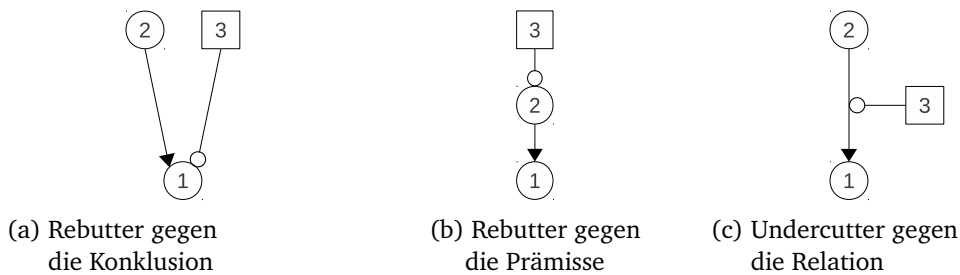 2 3
1
(a) Rebutter gegen
die Konklusion
3
2
1
(b) Rebutter gegen
die Prämisse
2
3
1
(c) Undercutter gegen
die Relation